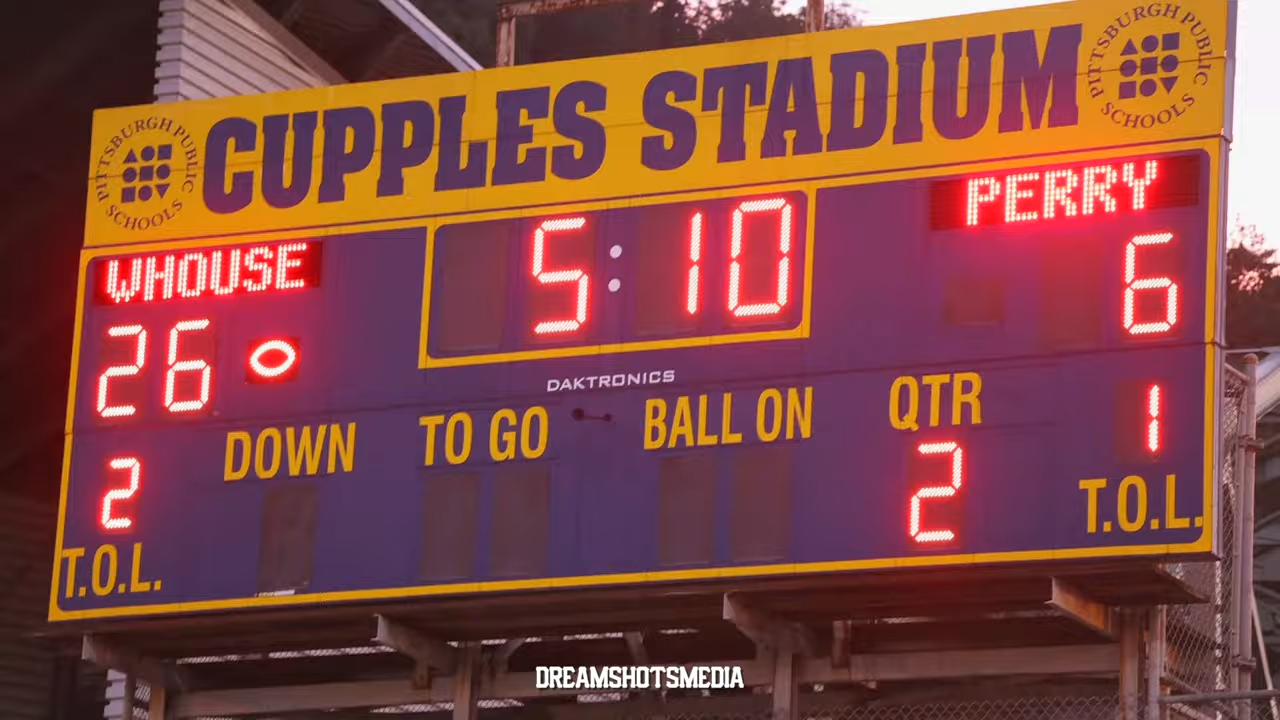 CUPPLES STADIUM
PITTSBURGH PUBLIC SCHOOLS
PITTSBURGH PUBLIC SCHOOLS
WHOUSE
5:10
PERRY
26
6
DAKTRONICS
DOWN
TO GO
BALL ON
QTR
2
2
1
T.O.L.
T.O.L.
DREAMSHOTSMEDIA